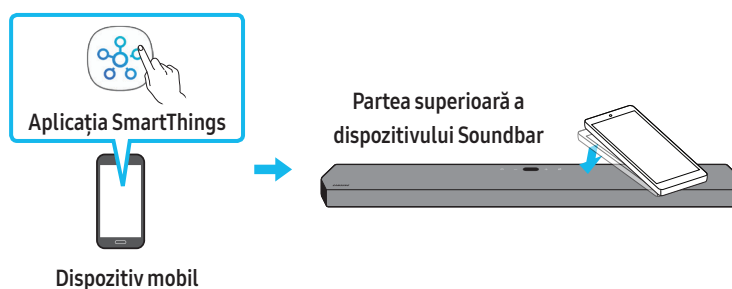 Aplicația SmartThings
Partea superioară a
dispozitivului Soundbar
Dispozitiv mobil